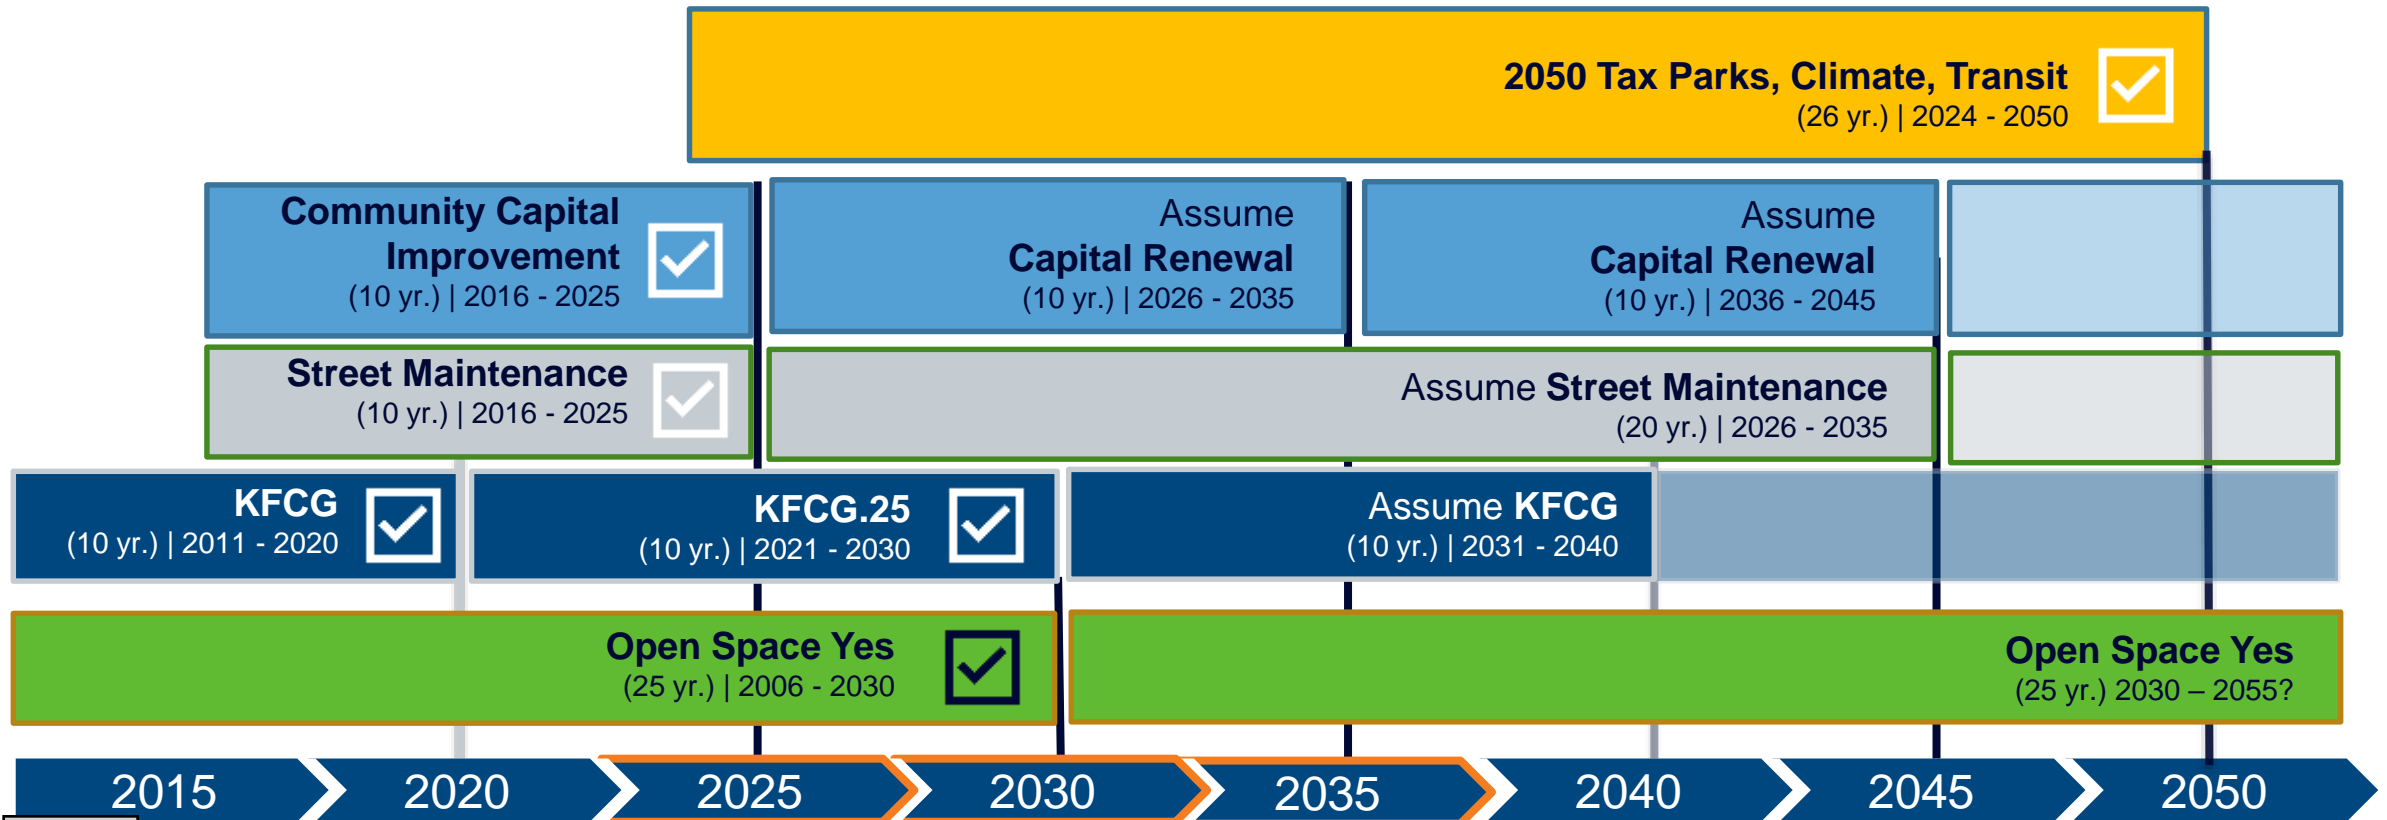 2050 Tax Parks, Climate, Transit
(26 yr.) | 2024 - 2050
Community Capital
Improvement
(10 yr.) | 2016 - 2025
Assume
Capital Renewal
(10 yr.) | 2026 - 2035
Assume
Capital Renewal
(10 yr.) | 2036 - 2045
Street Maintenance
(10 yr.) | 2016 - 2025
Assume Street Maintenance
(20 yr.) | 2026 - 2035
KFCG
(10 yr.) | 2011 - 2020
KFCG.25
(10 yr.) | 2021 - 2030
Assume KFCG
(10 yr.) | 2031 - 2040
Open Space Yes
(25 yr.) | 2006 - 2030
Open Space Yes
(25 yr.) 2030 – 2055?
2015
2020
2025
2030
2035
2040
2045
2050